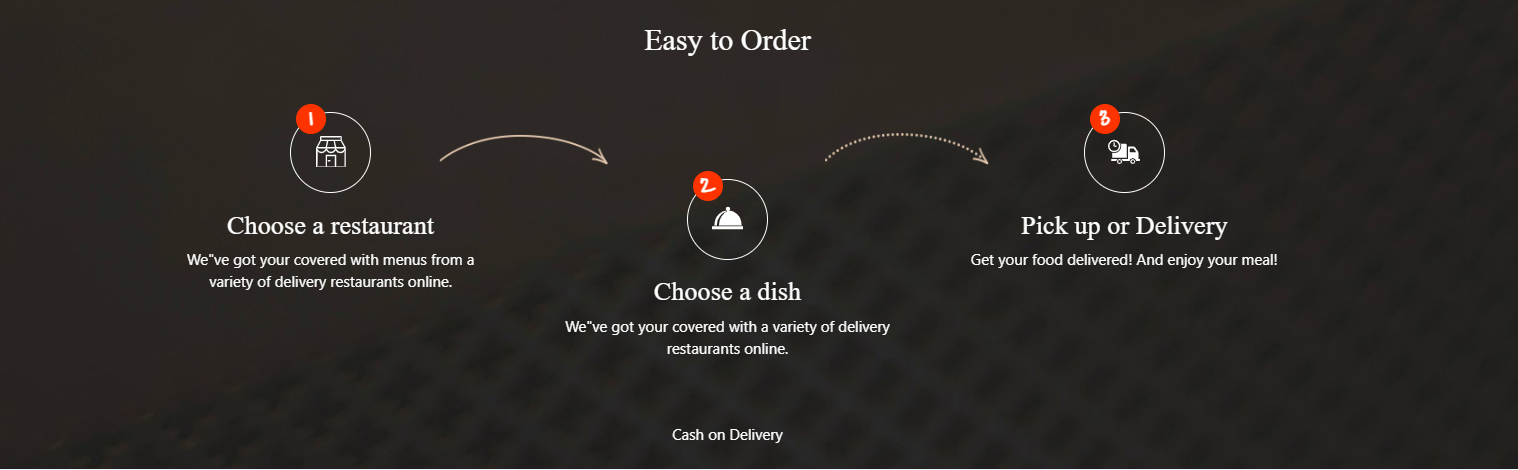 Easy to Order
1
Choose a restaurant
We"ve got your covered with menus from a
variety of delivery restaurants online.
2
Choose a dish
We"ve got your covered with a variety of delivery
restaurants online.
3
Pick up or Delivery
Get your food delivered! And enjoy your meal!
Cash on Delivery